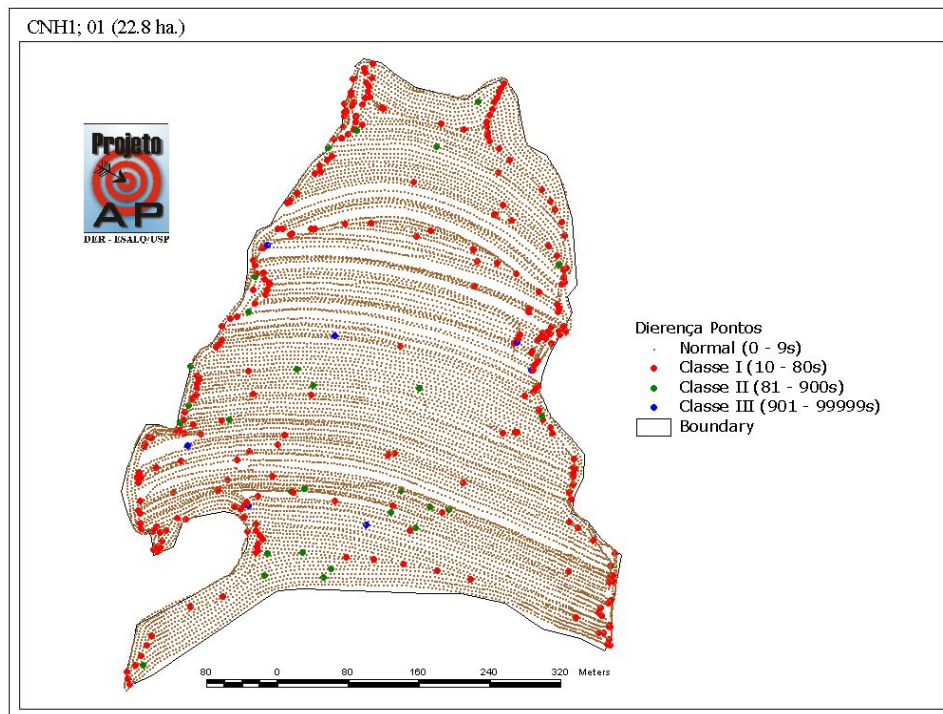 CNH1; 01 (22.8 ha.)
Projeto
AP
DER - ESALQ/USP
Dierença Pontos
Normal (0 - 9s)
Classe I (10 - 80s)
Classe II (81 - 900s)
Classe III (901 - 99999s)
Boundary
80 0 80 160 240 320 Meters